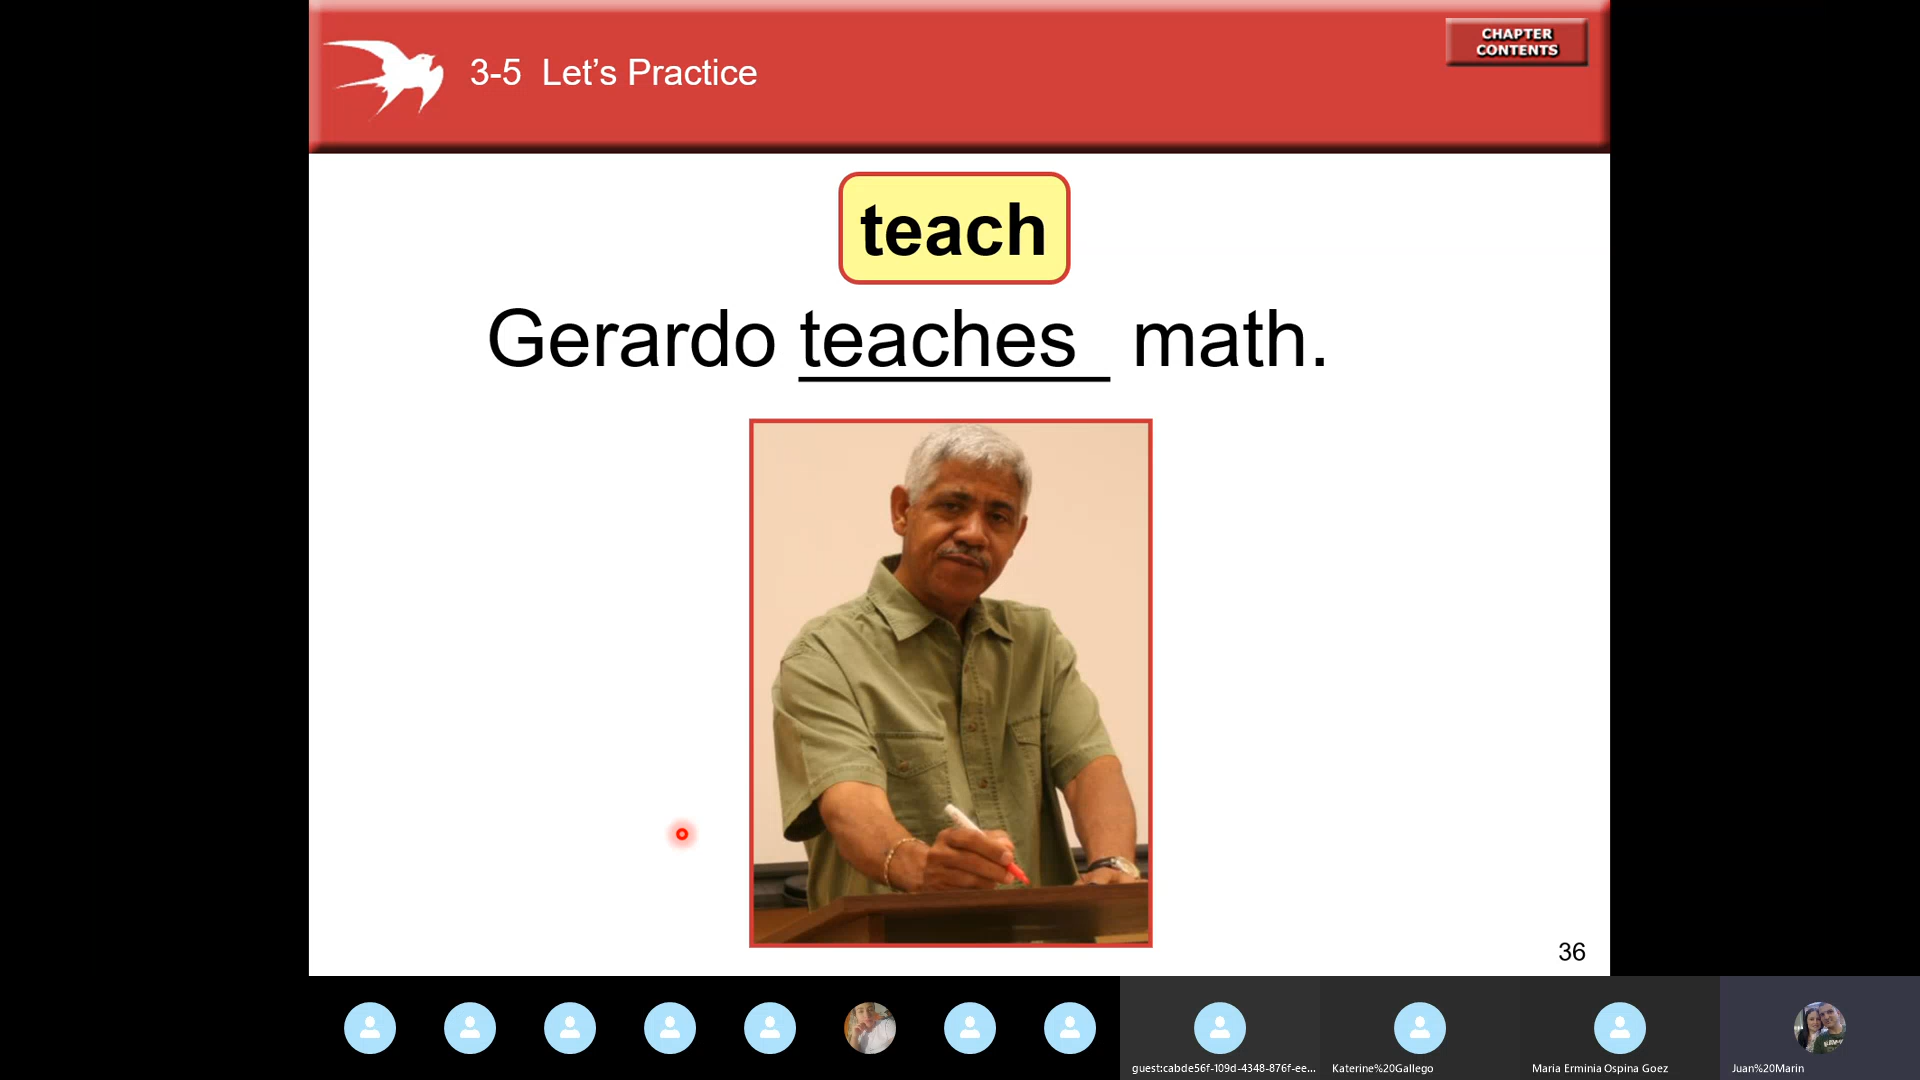 CHAPTER
CONTENTS
3-5 Let's Practice
teach
Gerardo teaches math.
36
guest:cabde56f-109d-4348-876f-ee...
Katerine%20Gallego
Maria Erminia Ospina Goez
Juan%20Marin